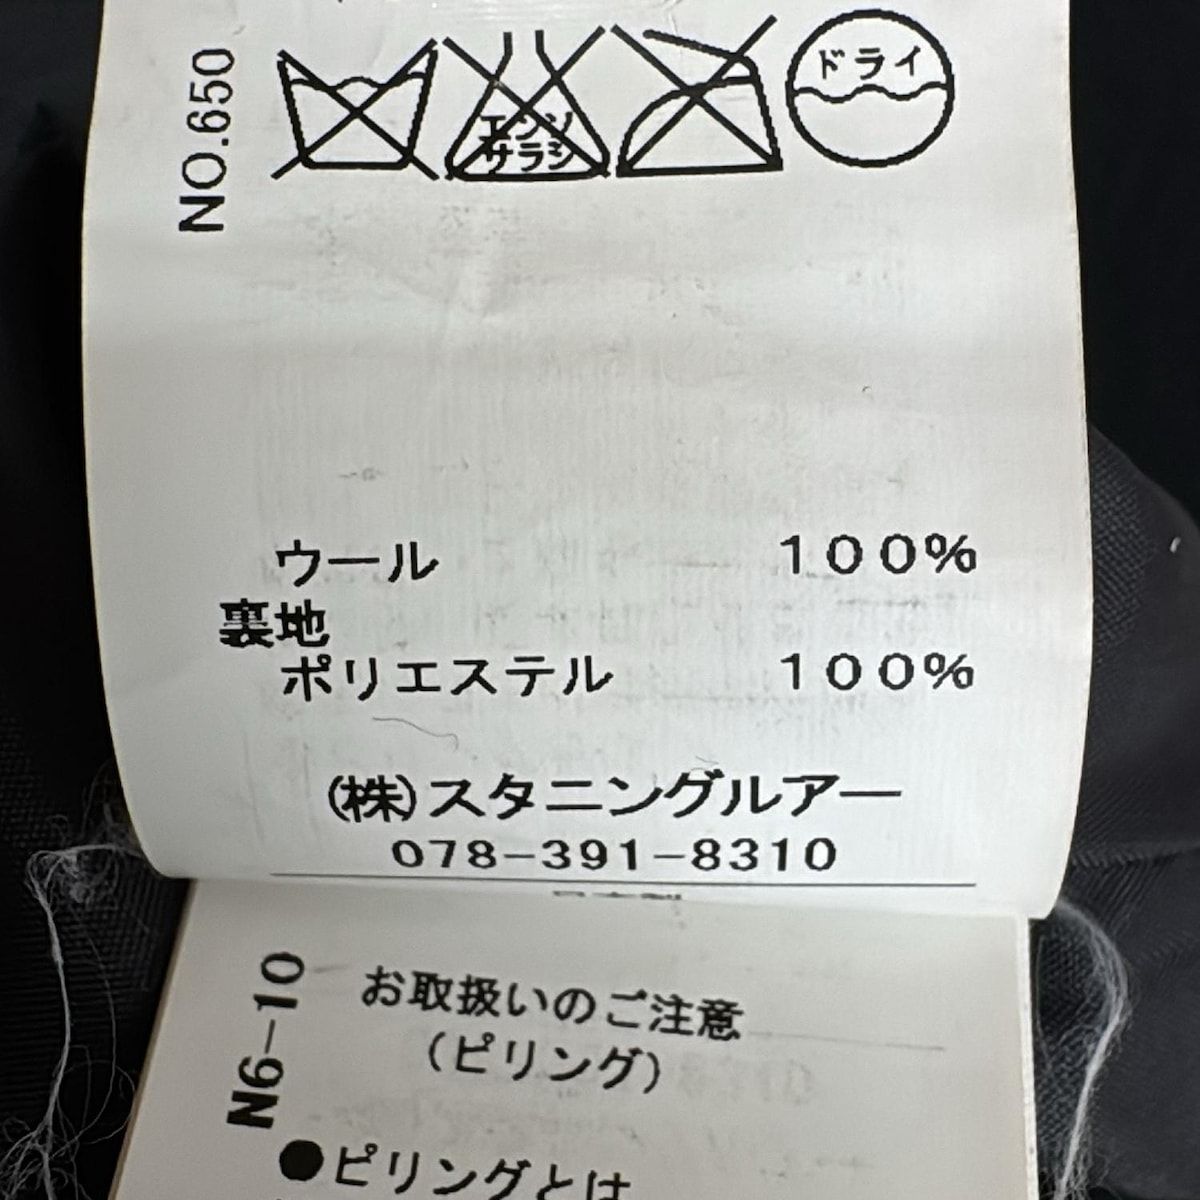 NO.650
エンソ
サラシ
ドライ
ウール 100%
裏地
ポリエステル 100%
(株)スタニングルアー
078-391-8310
N6-10
お取扱いのご注意
(ピリング)
●ピリングとは